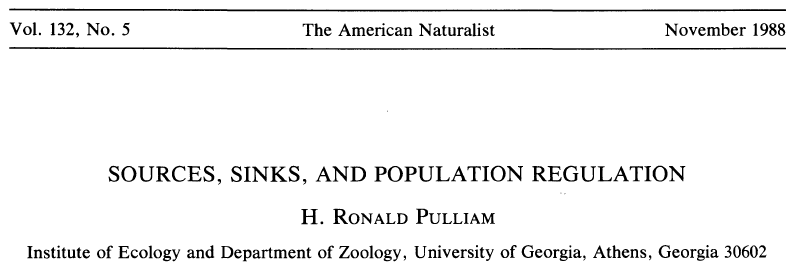 Vol. 132, No. 5 The American Naturalist November 1988
SOURCES, SINKS, AND POPULATION REGULATION
H. RONALD PULLIAM
Institute of Ecology and Department of Zoology, University of Georgia, Athens, Georgia 30602